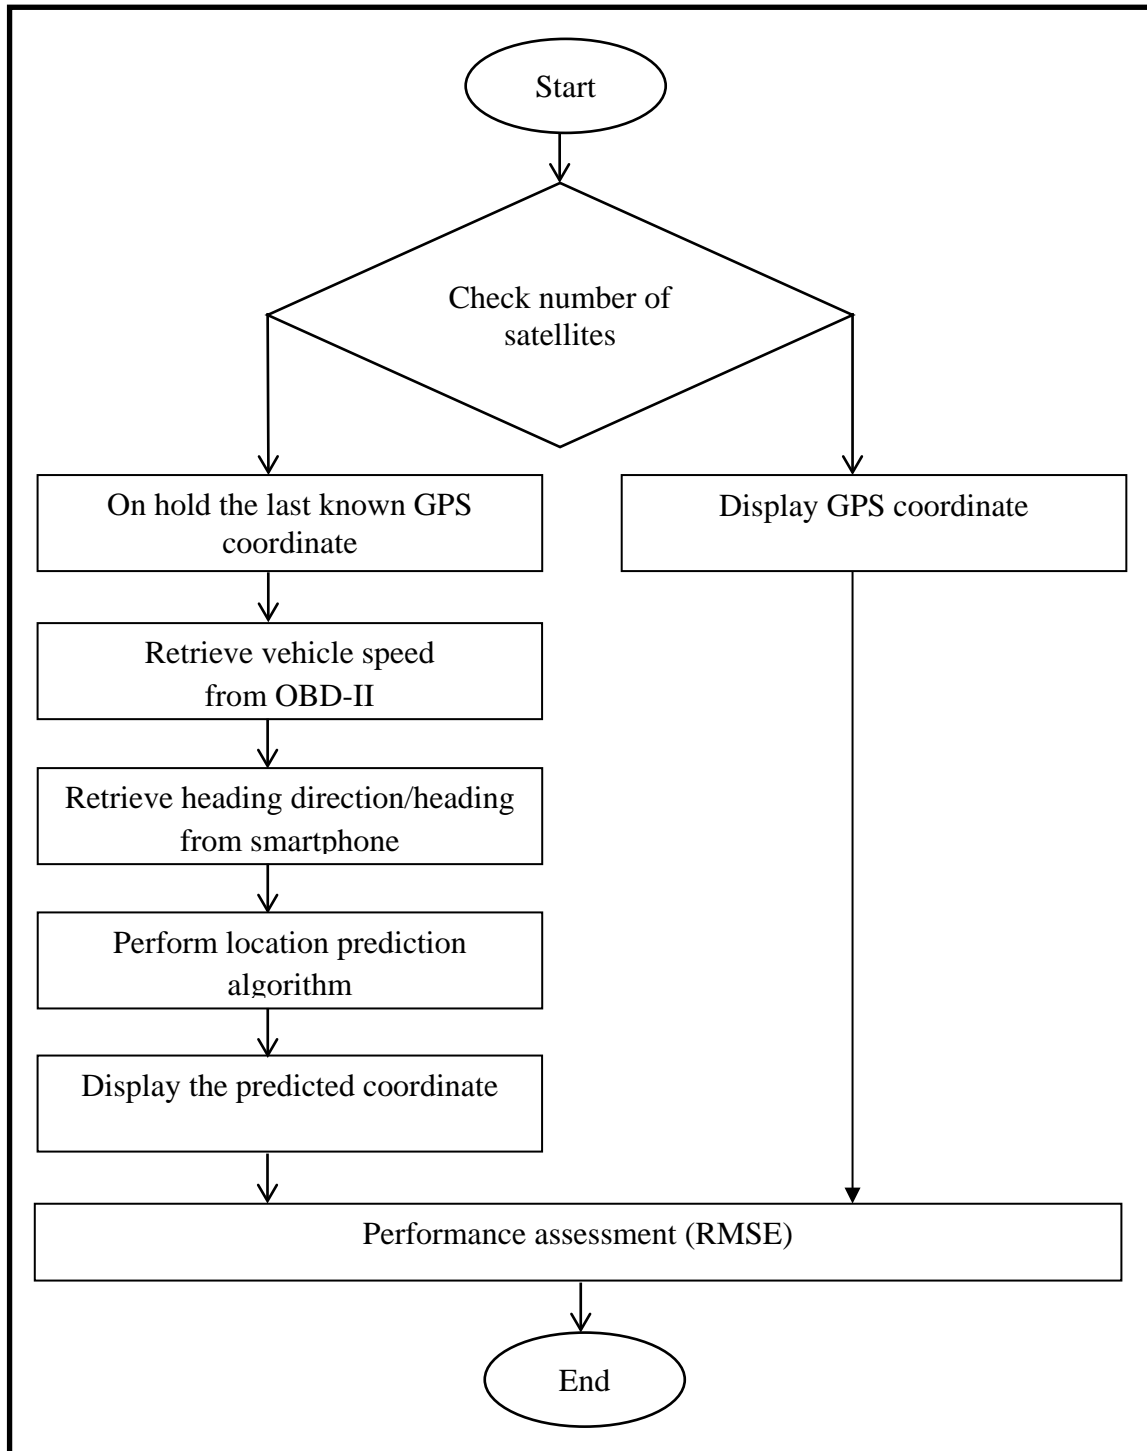 Start
Check number of
satellites
On hold the last known GPS
coordinate
Display GPS coordinate
Retrieve vehicle speed
from OBD-II
Retrieve heading direction/heading
from smartphone
Perform location prediction
algorithm
Display the predicted coordinate
Performance assessment (RMSE)
End